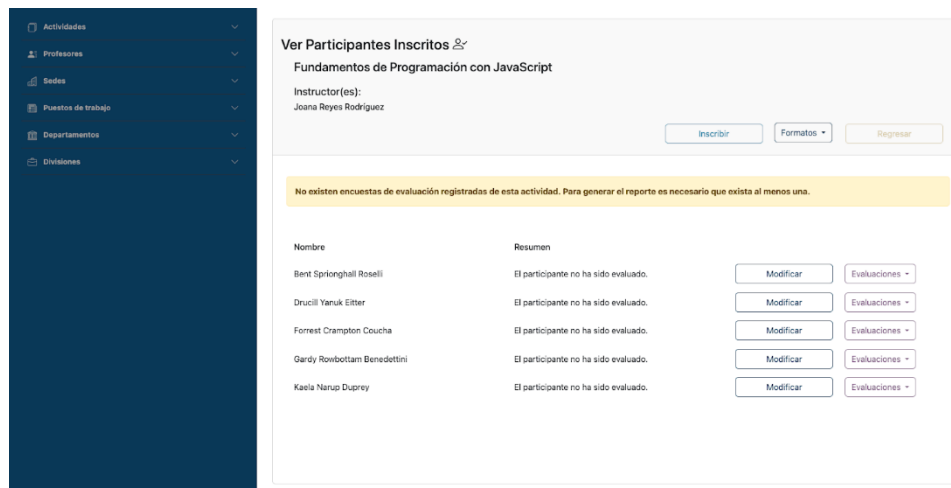 Actividades
Profesores
Sedes
Puestos de trabajo
Departamentos
Divisiones
Ver Participantes Inscritos
Fundamentos de Programación con JavaScript
Instructor(es):
Joana Reyes Rodríguez
Inscribir Formatos Regresar
No existen encuestas de evaluación registradas de esta actividad. Para generar el reporte es necesario que exista al menos una.
Nombre Resumen
Bent Sprionghall Roselli El participante no ha sido evaluado. Modificar Evaluaciones
Drucill Yanuk Eitter El participante no ha sido evaluado. Modificar Evaluaciones
Forrest Crampton Coucha El participante no ha sido evaluado. Modificar Evaluaciones
Gardy Rowbottam Benedettini El participante no ha sido evaluado. Modificar Evaluaciones
Kaela Narup Duprey El participante no ha sido evaluado. Modificar Evaluaciones